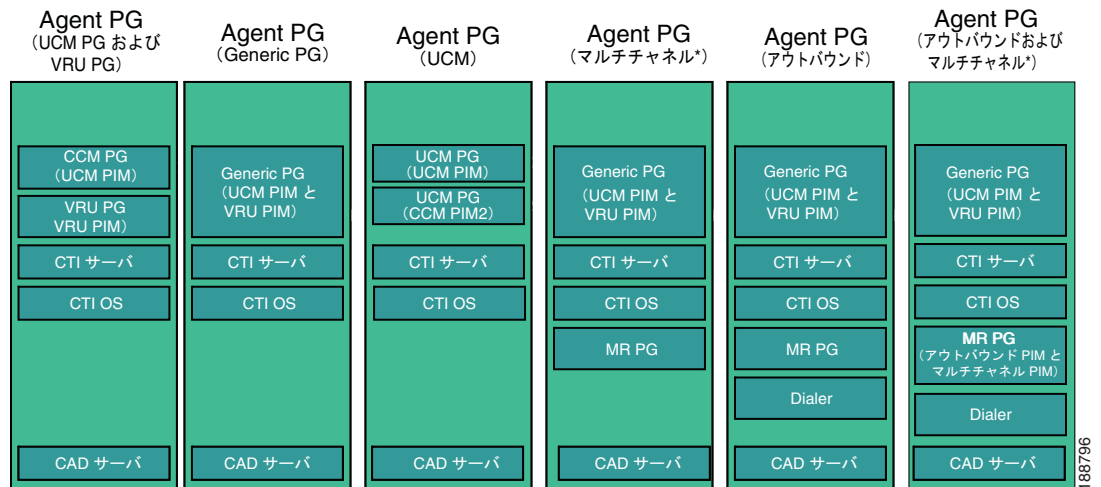 Agent PG
(UCM PG および
VRU PG)
CCM PG
(UCM PIM)
VRU PG
VRU PIM)
CTI サーバ
CTI OS
CAD サーバ
Agent PG
(Generic PG)
Generic PG
(UCM PIM と
VRU PIM)
CTI サーバ
CTI OS
CAD サーバ
Agent PG
(UCM)
UCM PG
(UCM PIM)
UCM PG
(CCM PIM2)
CTI サーバ
CTI OS
CAD サーバ
Agent PG
(マルチチャネル*)
Generic PG
(UCM PIM と
VRU PIM)
CTI サーバ
CTI OS
MR PG
CAD サーバ
Agent PG
(アウトバウンド)
Generic PG
(UCM PIM と
VRU PIM)
CTI サーバ
CTI OS
MR PG
Dialer
CAD サーバ
Agent PG
(アウトバウンドおよび
マルチチャネル*)
Generic PG
(UCM PIM と
VRU PIM)
CTI サーバ
CTI OS
MR PG
(アウトバウンド PIM と
マルチチャネル PIM)
Dialer
CAD サーバ
188796